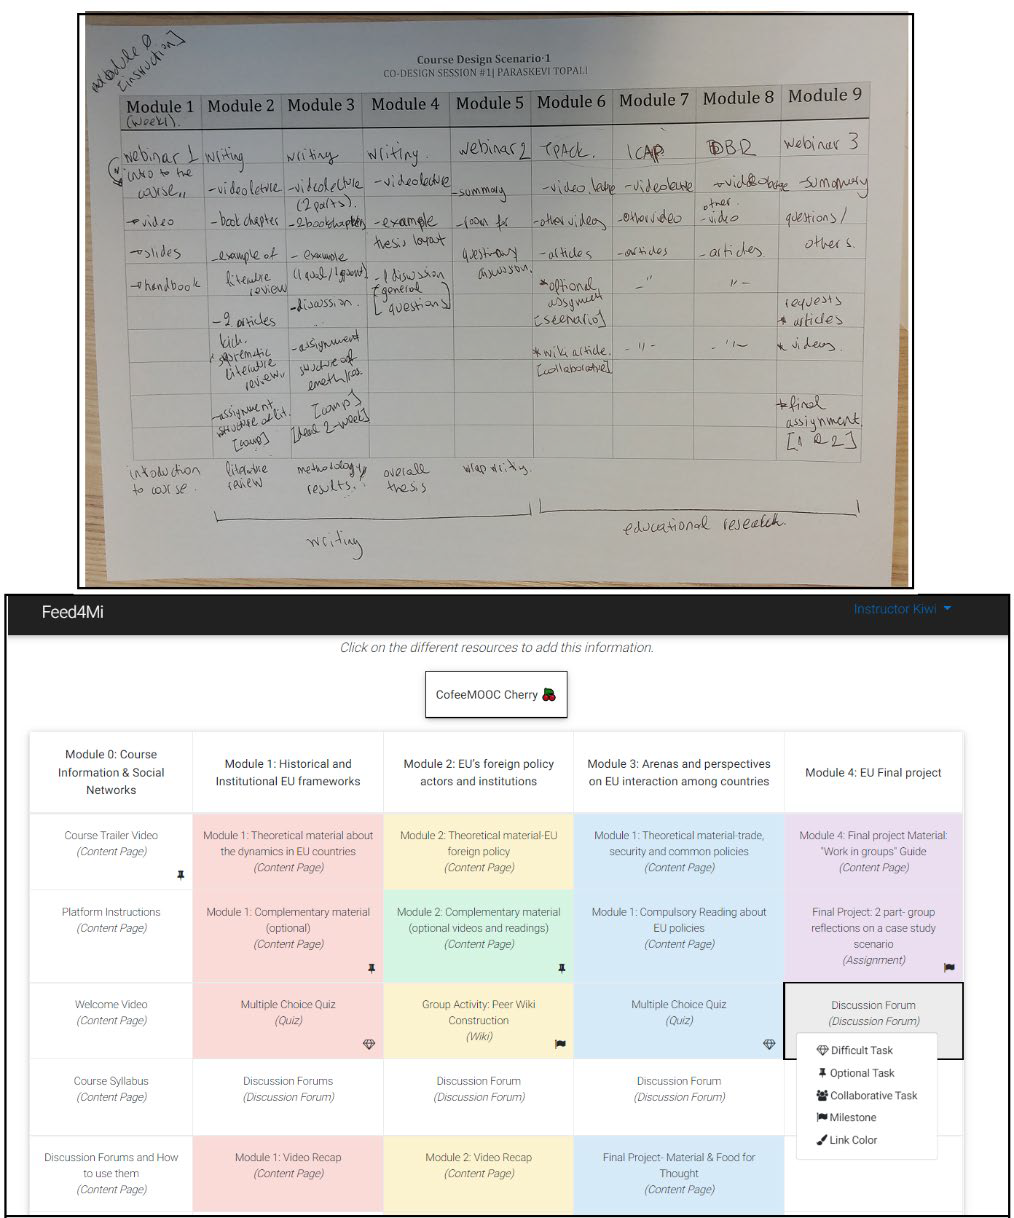 module 0
[instruction]
Course Design Scenario 1
CO-DESIGN SESSION #1| PARASKEVI TOPALI
Module 1 Module 2 Module 3 Module 4 Module 5 Module 6 Module 7 Module 8 Module 9
(week1).
webinar 1 writing writing writing. webinar 2 TPACK. ICAP DBR webinar 3
intro to the
course,,
-video lecture -videolecture -videolecture -summary -video -videolecture -summary
(2 parts). other
→video -book chapter -2 bookchapters -example -room for -other videos -other video -video questions/
thesis layout
→slides -example of -example questions discussion. -articles -articles -articles others.
→handbook literature review -1 discussion *optional -"- "-
[general questions] assignment
-discussion. [scenario] requests
-2 articles * articles
literature review,, -assignment structure of *wiki article. -"- -"- * videos.
[collaborative]
-assignment structure of lit. *final
assignment.
[1 2]
introduction literature methodology overall wrap writing.
to course. review results. thesis
writing educational research.
Feed4Mi
Instructor Kiwi
Click on the different resources to add this information.
CofeeMOOC Cherry
Module 0: Course
Information & Social
Networks
Module 1: Historical and
Institutional EU frameworks
Module 2: EU's foreign policy
actors and institutions
Module 3: Arenas and perspectives
on EU interaction among countries
Module 4: EU Final project
Course Trailer Video
(Content Page)
Module 1: Theoretical material about
the dynamics in EU countries
(Content Page)
Module 2: Theoretical material-EU
foreign policy
(Content Page)
Module 1: Theoretical material-trade,
security and common policies
(Content Page)
Module 4: Final project Material:
"Work in groups" Guide
(Content Page)
Platform Instructions
(Content Page)
Module 1: Complementary material
(optional)
(Content Page)
Module 2: Complementary material
(optional videos and readings)
(Content Page)
Module 1: Compulsory Reading about
EU policies
(Content Page)
Final Project: 2 part- group
reflections on a case study
scenario
(Assignment)
Welcome Video
(Content Page)
Multiple Choice Quiz
(Quiz)
Group Activity: Peer Wiki
Construction
(Wiki)
Multiple Choice Quiz
(Quiz)
Discussion Forum
(Discussion Forum)
Difficult Task
Optional Task
Collaborative Task
Milestone
Link Color
Course Syllabus
(Content Page)
Discussion Forums
(Discussion Forum)
Discussion Forum
(Discussion Forum)
Discussion Forum
(Discussion Forum)
Discussion Forums and How
to use them
(Content Page)
Module 1: Video Recap
(Content Page)
Module 2: Video Recap
(Content Page)
Final Project- Material & Food for
Thought
(Content Page)